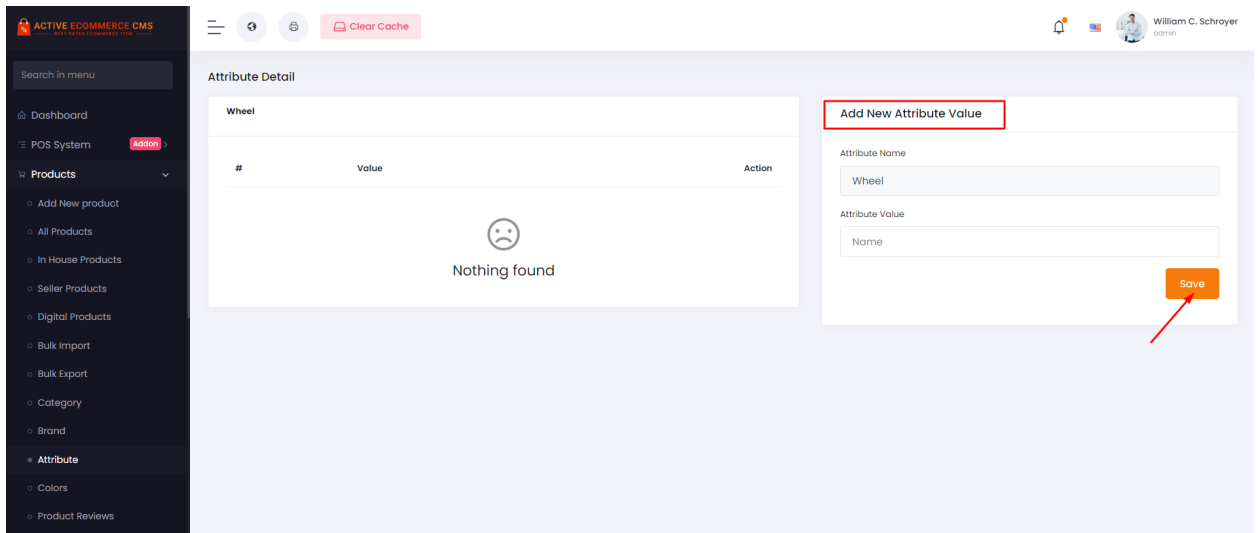 ACTIVE ECOMMERCE CMS
BEST RATED ECOMMERCE ITEM
Search in menu
Dashboard
POS System Addon
Products
Add New product
All Products
In House Products
Seller Products
Digital Products
Bulk Import
Bulk Export
Category
Brand
Attribute
Colors
Product Reviews
Clear Cache
William C. Schroyer
admin
Attribute Detail
Wheel
# Value Action
Nothing found
Add New Attribute Value
Attribute Name
Wheel
Attribute Value
Name
Save